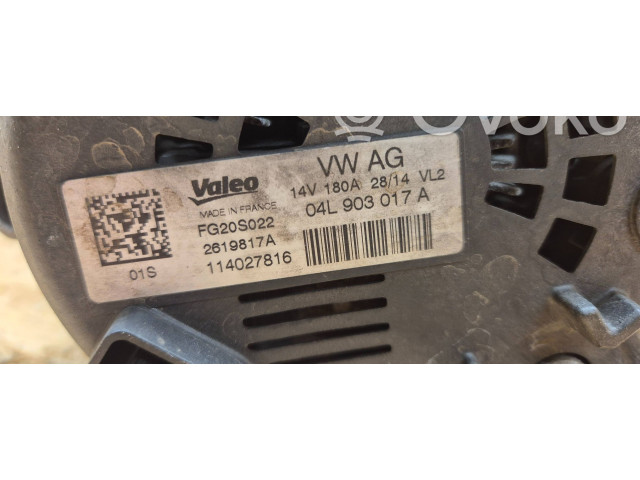 Ovoko
Valeo
MADE IN FRANCE
FG20S022
2619817A
114027816
01S
VW AG
14V 180A 28/14 VL2
04L 903 017 A